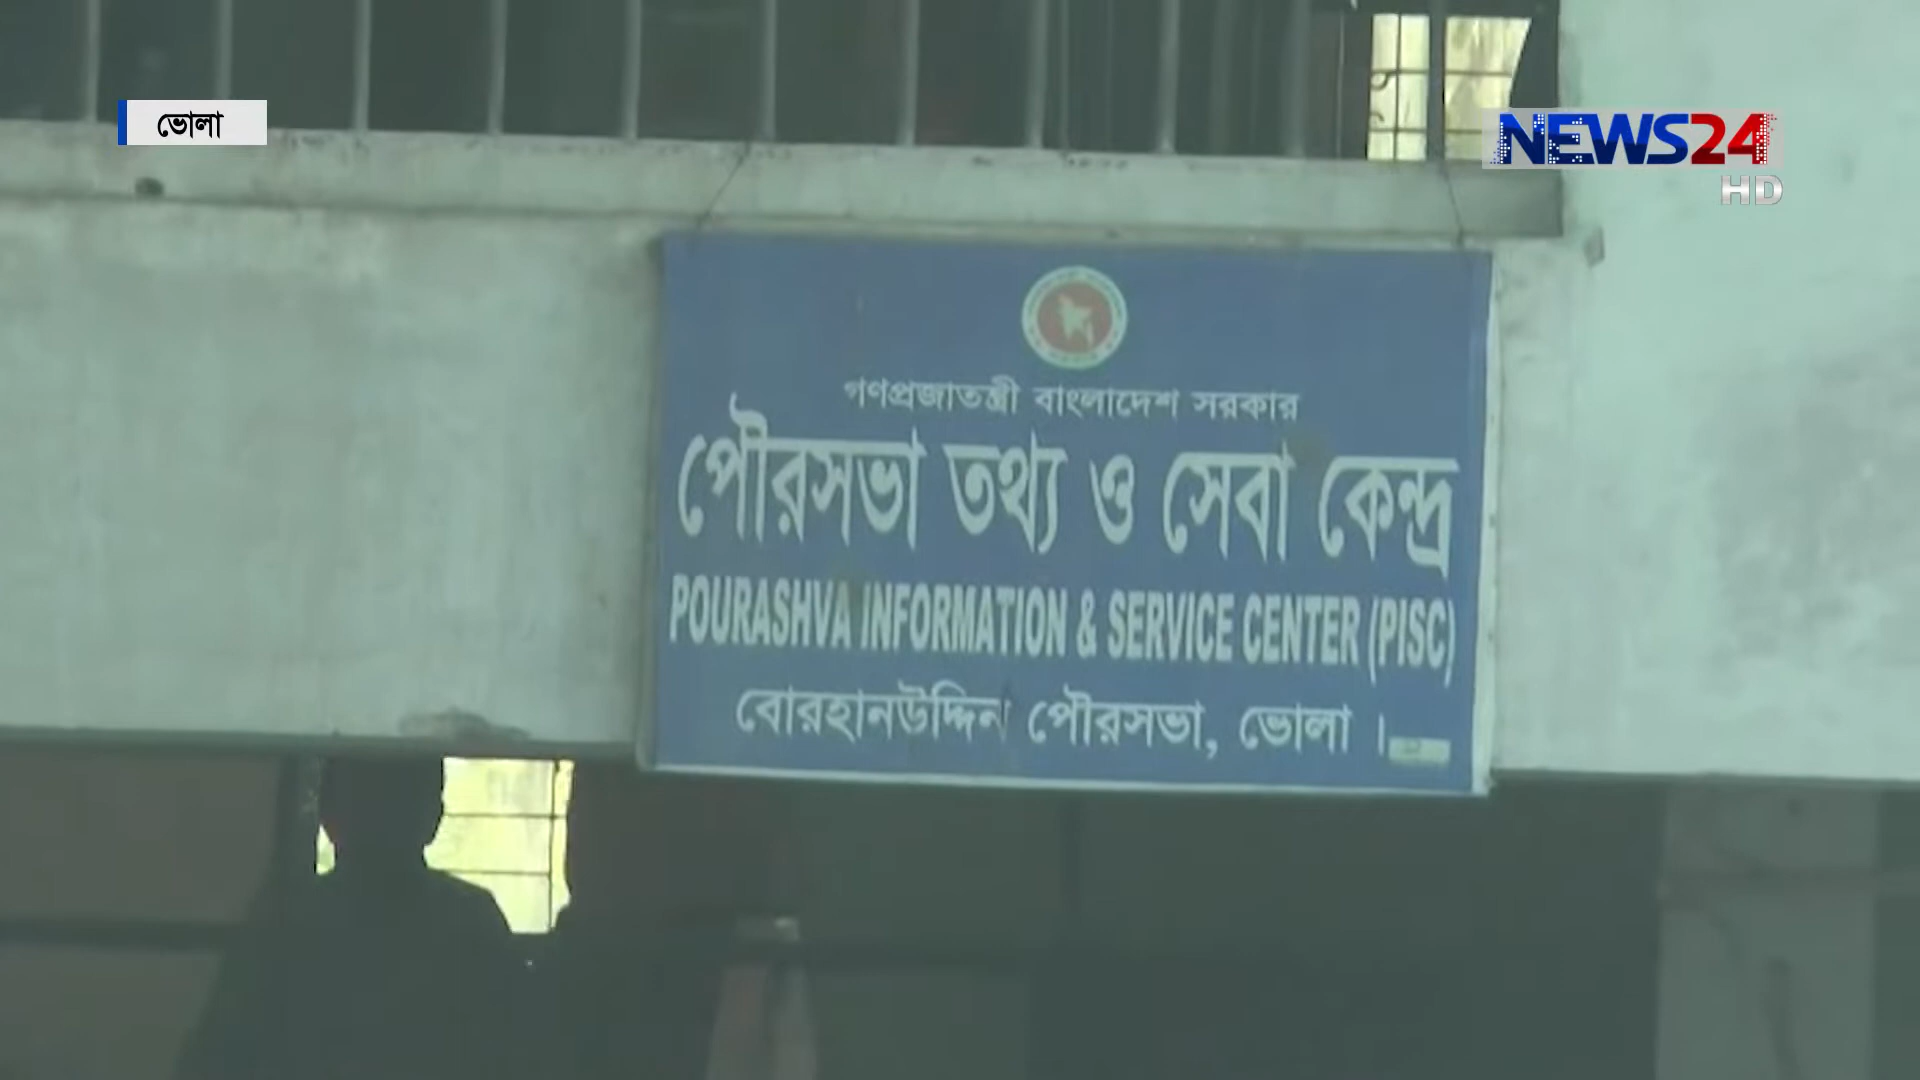 ভোলা
NEWS24
HD
গণপ্রজাতন্ত্রী বাংলাদেশ সরকার
পৌরসভা তথ্য ও সেবা কেন্দ্র
POURASHVA INFORMATION & SERVICE CENTER (PISC)
বোরহানউদ্দিন পৌরসভা, ভোলা ।